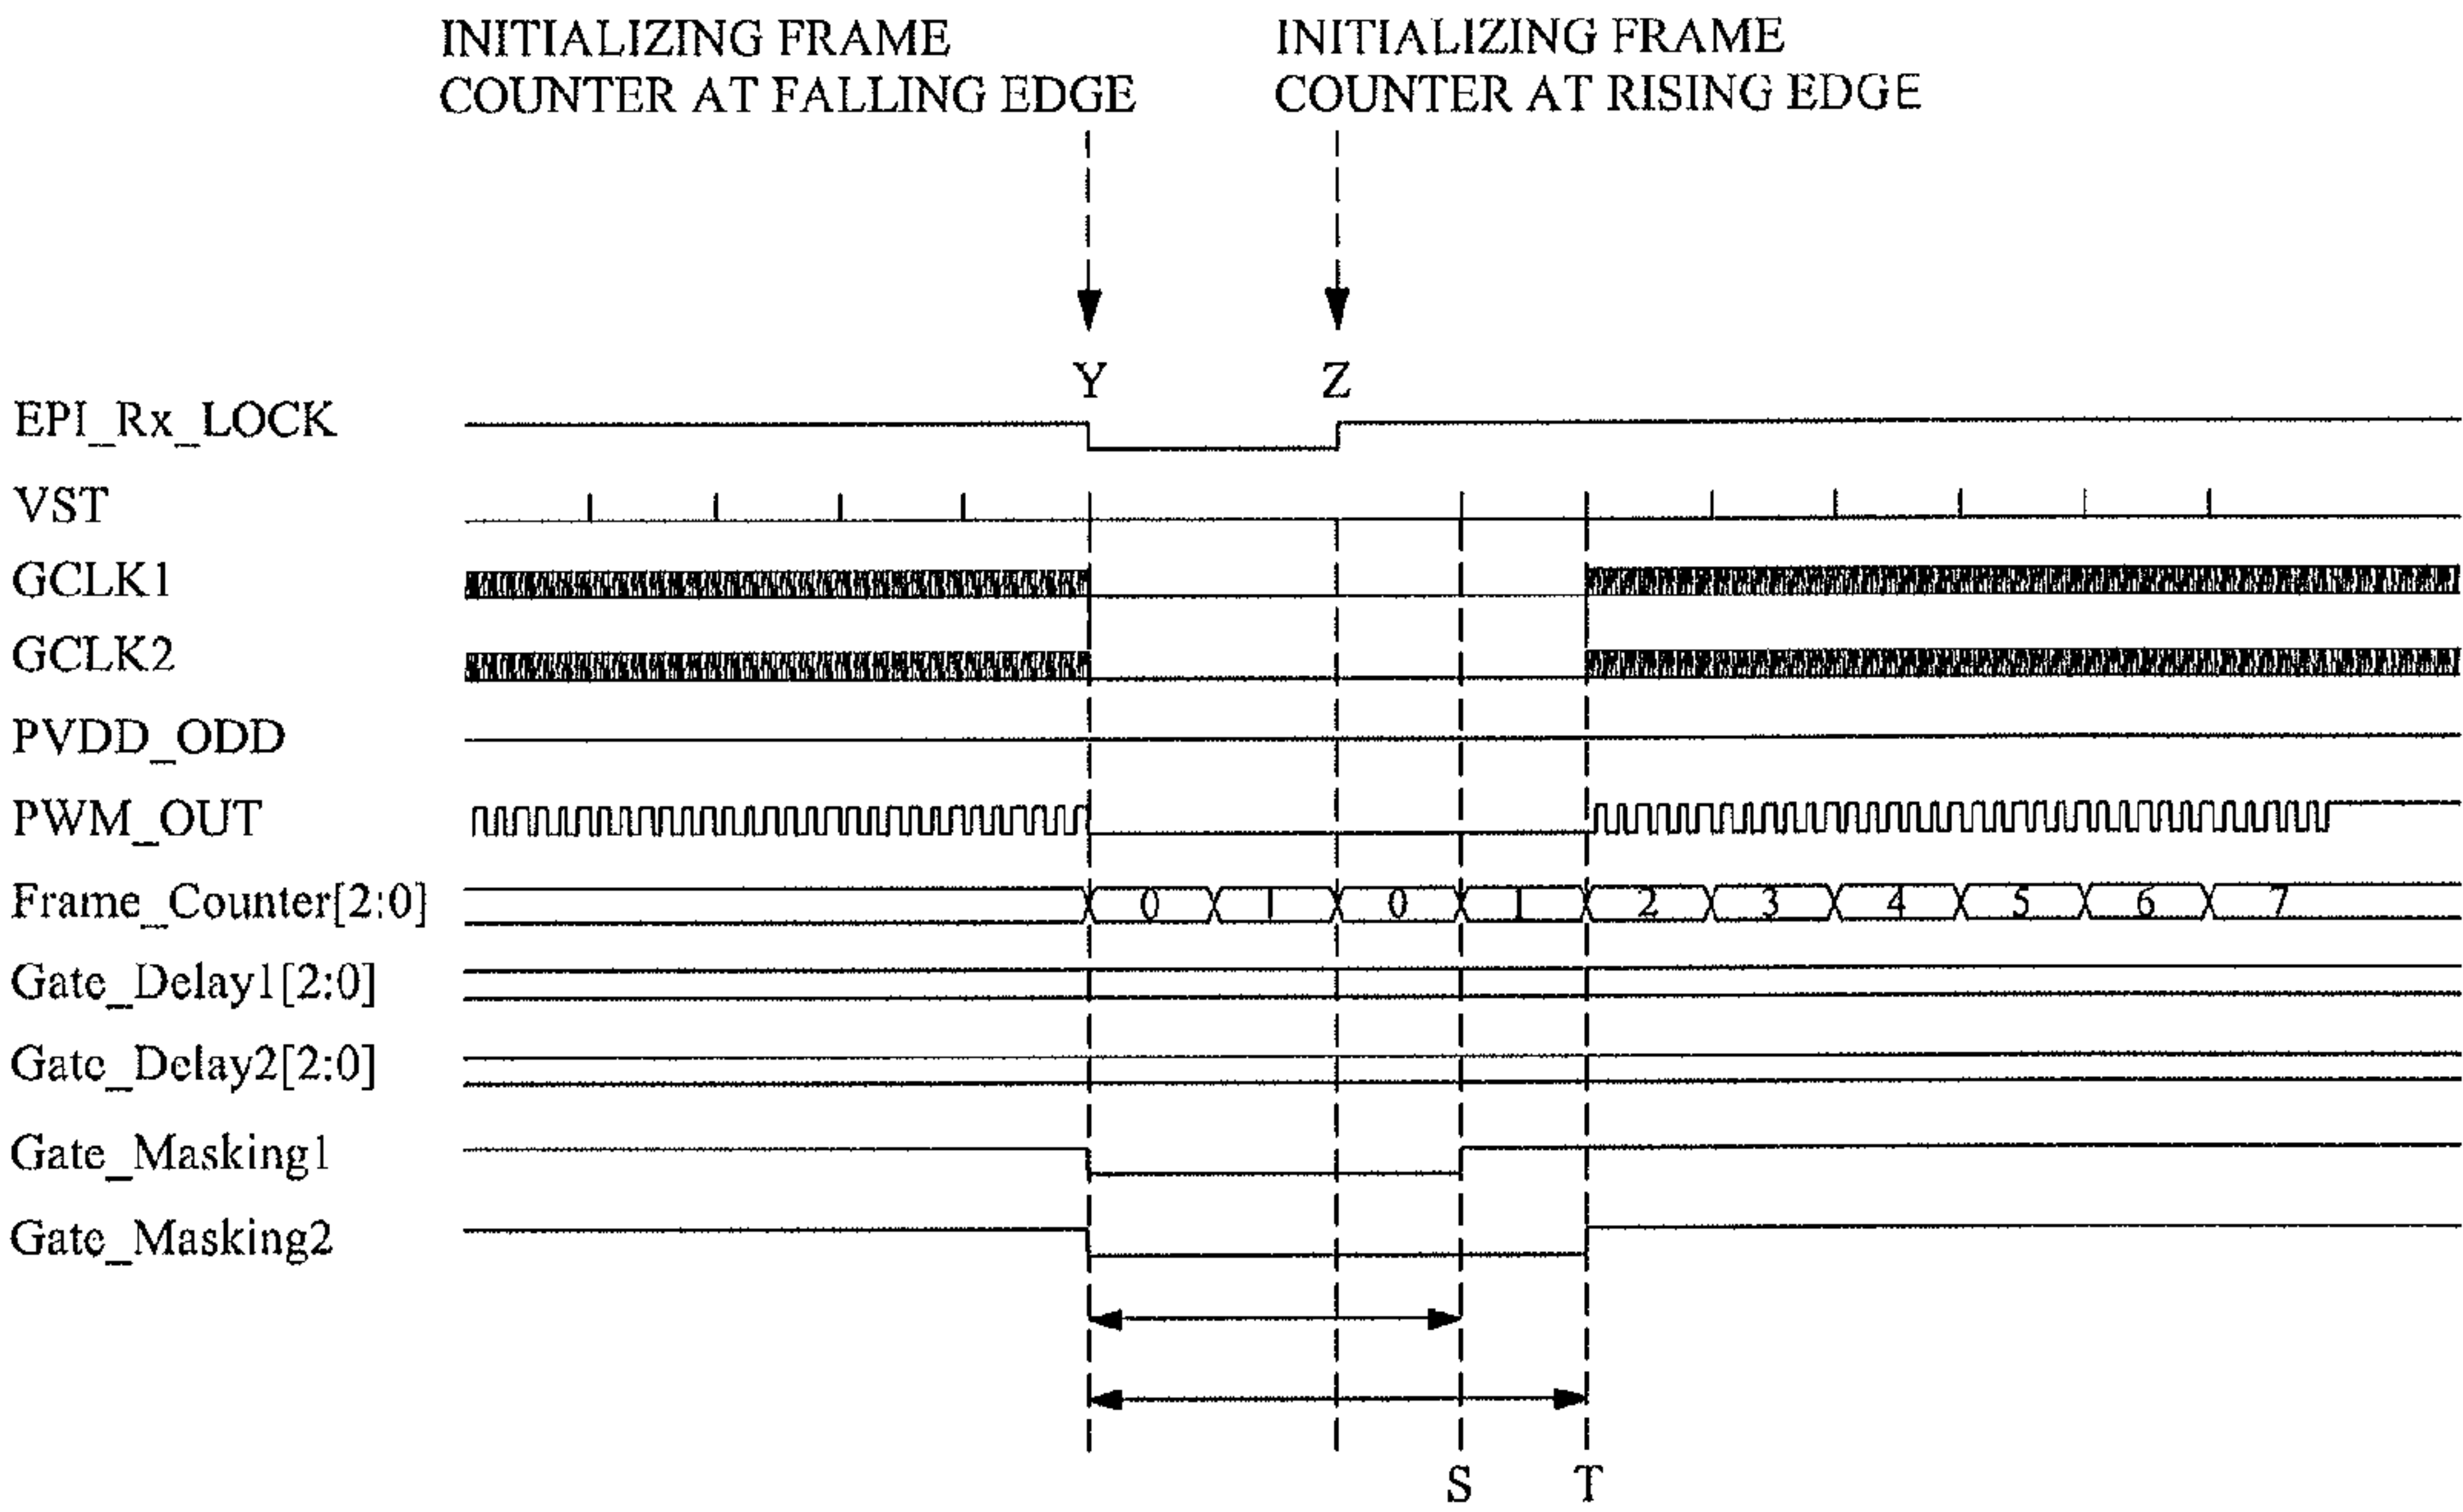 INITIALIZING FRAME
COUNTER AT FALLING EDGE
INITIALIZING FRAME
COUNTER AT RISING EDGE
Y
Z
EPI_Rx_LOCK
VST
GCLK1
GCLK2
PVDD_ODD
PWM_OUT
Frame_Counter[2:0]
0 1 0 1 2 3 4 5 6 7
Gate_Delay1[2:0]
Gate_Delay2[2:0]
Gate_Masking1
Gate_Masking2
S
T